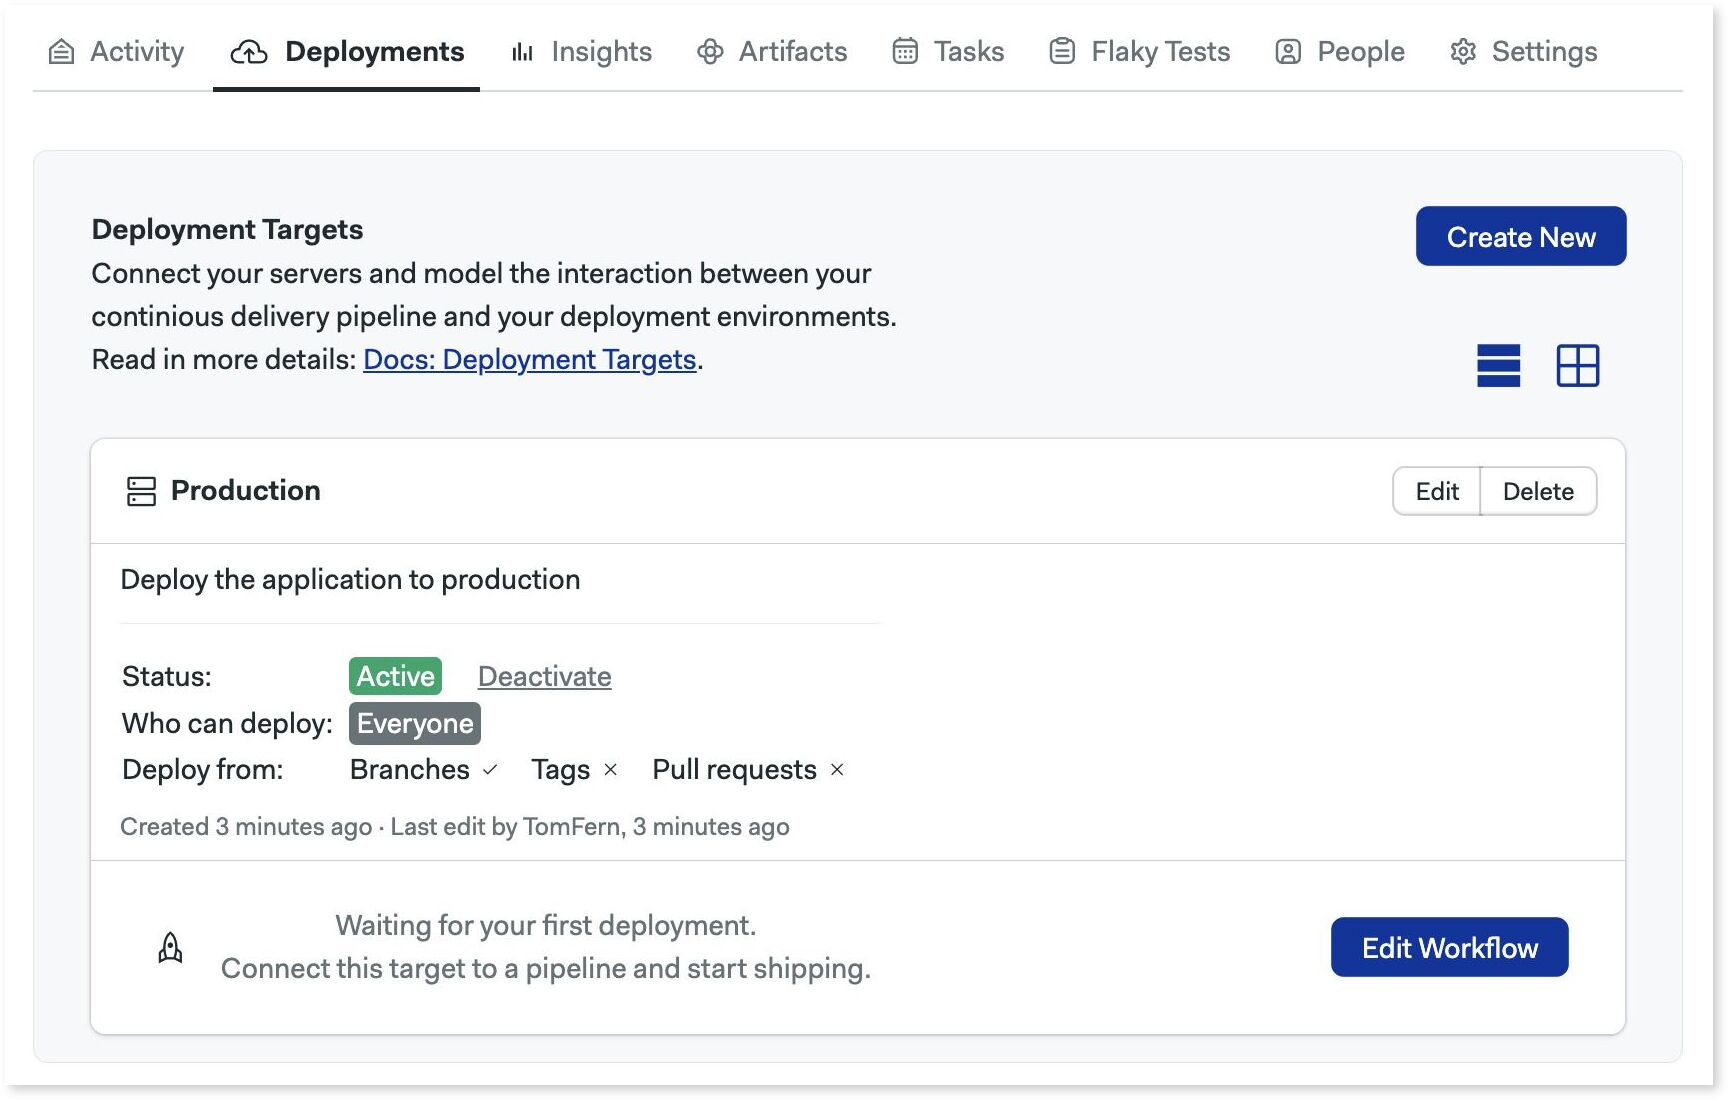 Activity Deployments Insights Artifacts Tasks Flaky Tests People Settings
Deployment Targets
Create New
Connect your servers and model the interaction between your
continious delivery pipeline and your deployment environments.
Read in more details: Docs: Deployment Targets.
Production
Edit Delete
Deploy the application to production
Status: Active Deactivate
Who can deploy: Everyone
Deploy from: Branches ✓ Tags × Pull requests ×
Created 3 minutes ago · Last edit by TomFern, 3 minutes ago
Waiting for your first deployment.
Connect this target to a pipeline and start shipping.
Edit Workflow